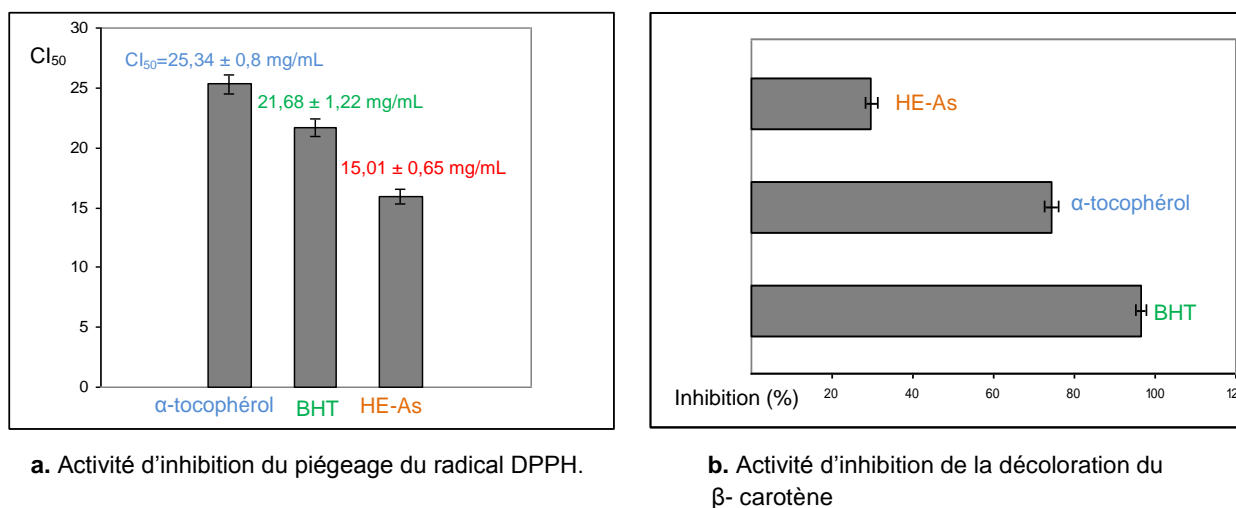 30
CI50
CI50=25,34 ± 0,8 mg/mL
25
21,68 ± 1,22 mg/mL
20
15,01 ± 0,65 mg/mL
15
10
5
0
α-tocophérol BHT HE-As
a. Activité d’inhibition du piégeage du radical DPPH.
HE-As
α-tocophérol
BHT
Inhibition (%) 20 40 60 80 100 120
b. Activité d’inhibition de la décoloration du
β- carotène